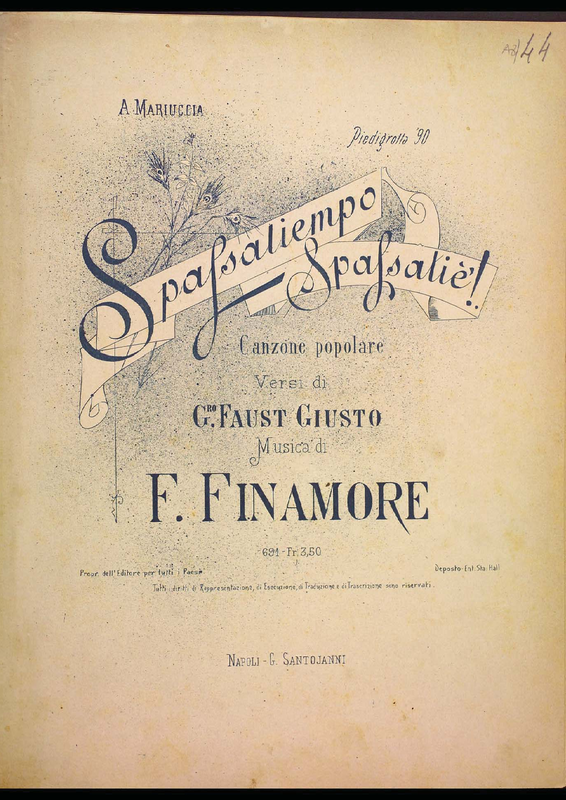 44
A MARIUCCIA
Piedigrotta '90
Spassatiempo
- Spassatiè!!
Canzone popolare
Versi di
G.RO FAUST GIUSTO
Musica di
F. FINAMORE
691 - Fr. 3,50
Propr. dell'Editore per tutti i Paesi
Deposto Ent. Sta. Hall
Tutti i diritti di Rappresentazione, di Esecuzione, di Traduzione e di Trascrizione sono riservati.
NAPOLI - G. SANTOJANNI